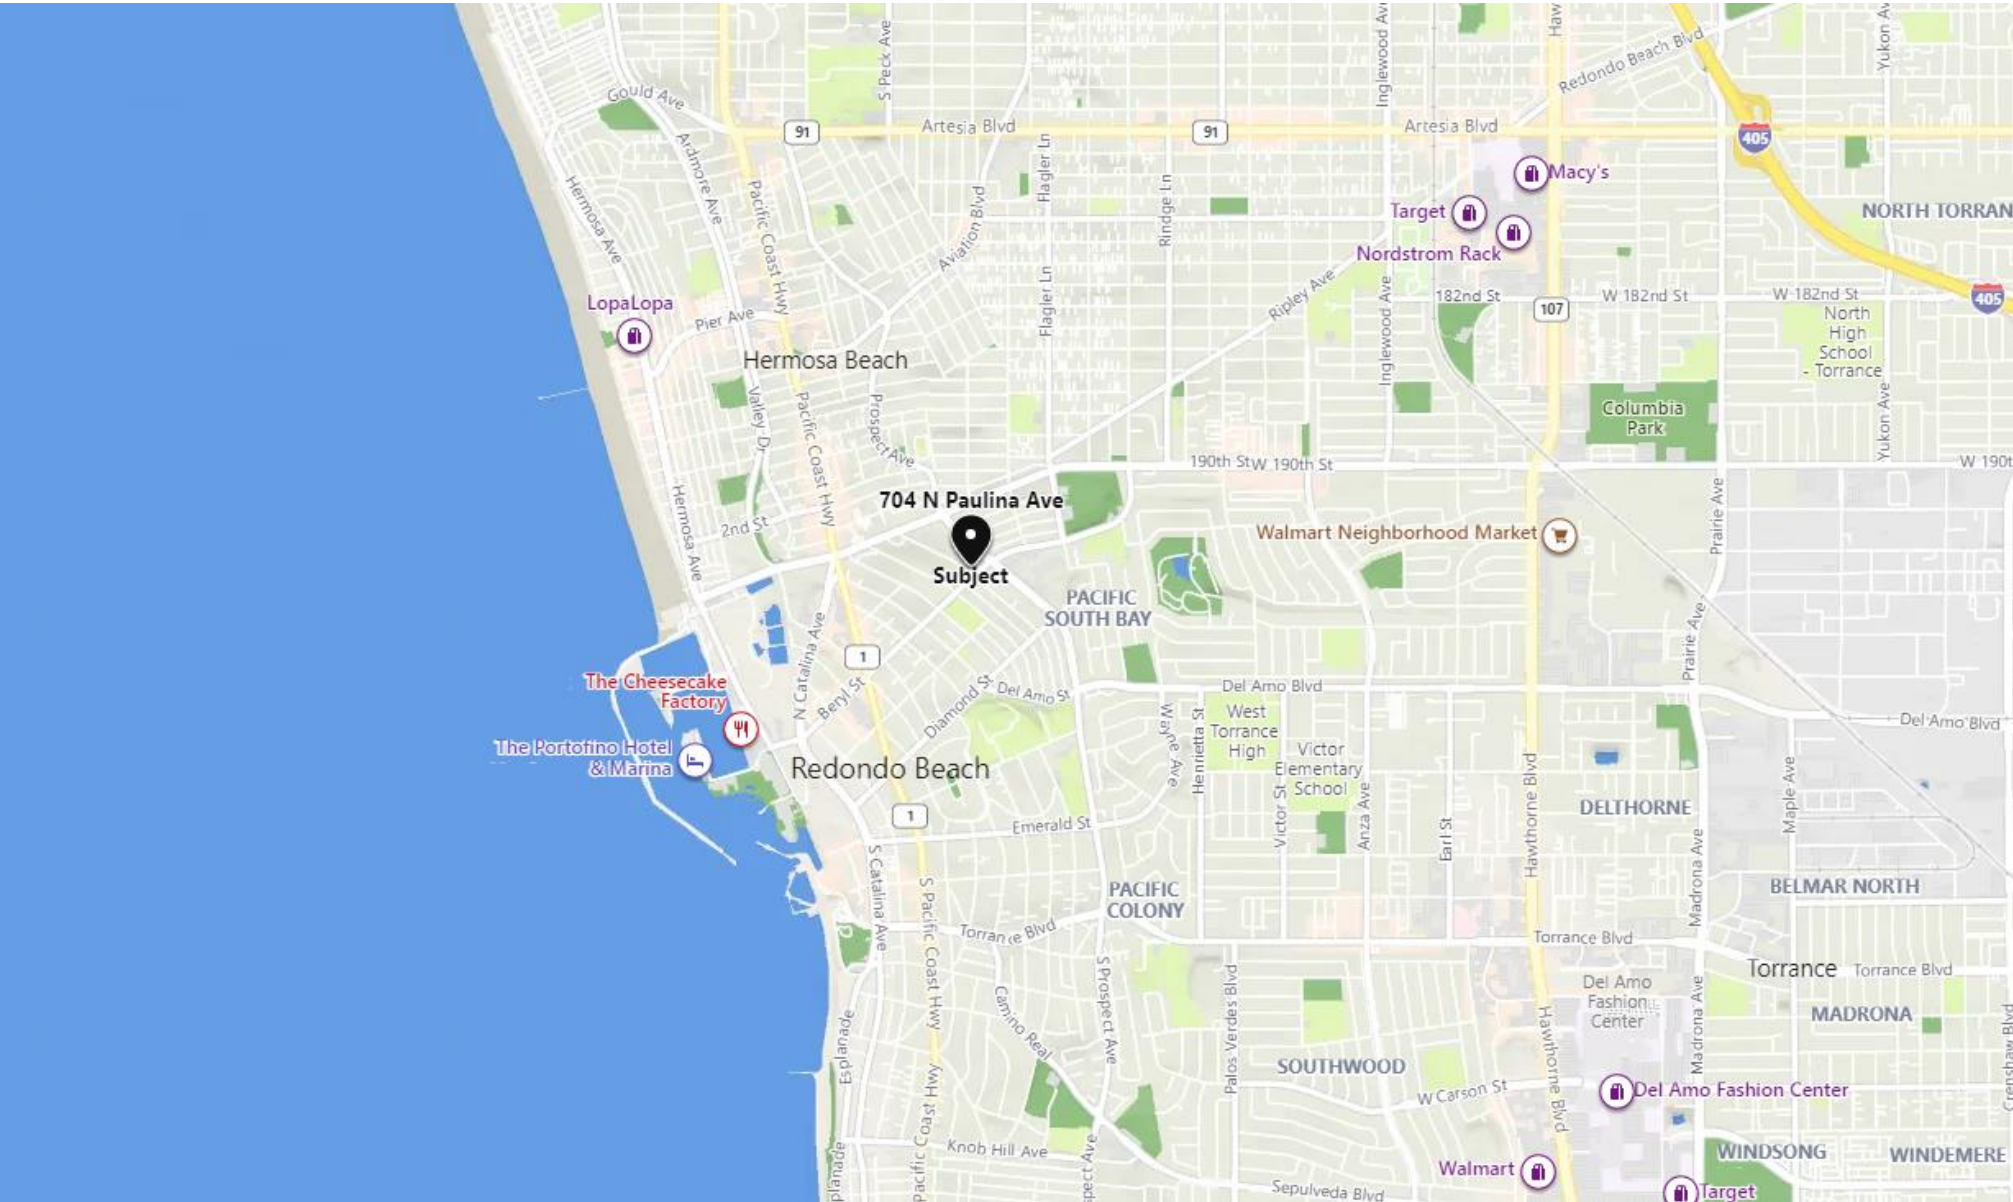 S Peck Ave
Inglewood Ave
Haw
Redondo Beach Blvd
Yukon Av
Gould Ave
91
Artesia Blvd
91
Artesia Blvd
405
Ardmore Ave
Flagler Ln
Macy's
Hermosa Ave
Pacific Coast Hwy
Aviation Blvd
Rindge Ln
Target
NORTH TORRAN
Nordstrom Rack
LopaLopa
Pier Ave
Flagler Ln
Ripley Ave
Inglewood Ave
182nd St
107
W 182nd St
W 182nd St
405
North
High
School
- Torrance
Hermosa Beach
Valley Dr
Pacific Coast Hwy
Prospect Ave
Columbia
Park
Yukon Ave
190th St
W 190th St
W 190t
704 N Paulina Ave
Subject
Hermosa Ave
2nd St
Walmart Neighborhood Market
Prairie Ave
PACIFIC
SOUTH BAY
N Catalina Ave
1
Prairie Ave
The Cheesecake
Factory
Beryl St
Diamond St
Del Amo St
Del Amo Blvd
Wayne Ave
Henrietta St
West
Torrance
High
Del Amo Blvd
The Portofino Hotel
& Marina
Redondo Beach
Victor
Elementary
School
Victor St
Anza Ave
Hawthorne Blvd
Maple Ave
DELTHORNE
1
Emerald St
Earl St
Madrona Ave
S Catalina Ave
S Pacific Coast Hwy
PACIFIC
COLONY
BELMAR NORTH
Torrance Blvd
Torrance Blvd
Torrance
Torrance Blvd
S Prospect Ave
Palos Verdes Blvd
Del Amo
Fashion
Center
Madrona Ave
MADRONA
Esplanade
Camino Real
Hawthorne Blvd
Crenshaw Blvd
SOUTHWOOD
W Carson St
Del Amo Fashion Center
Pacific Coast Hwy
Knob Hill Ave
pect Ave
planade
WINDSONG
WINDEMERE
Walmart
Sepulveda Blvd
Target